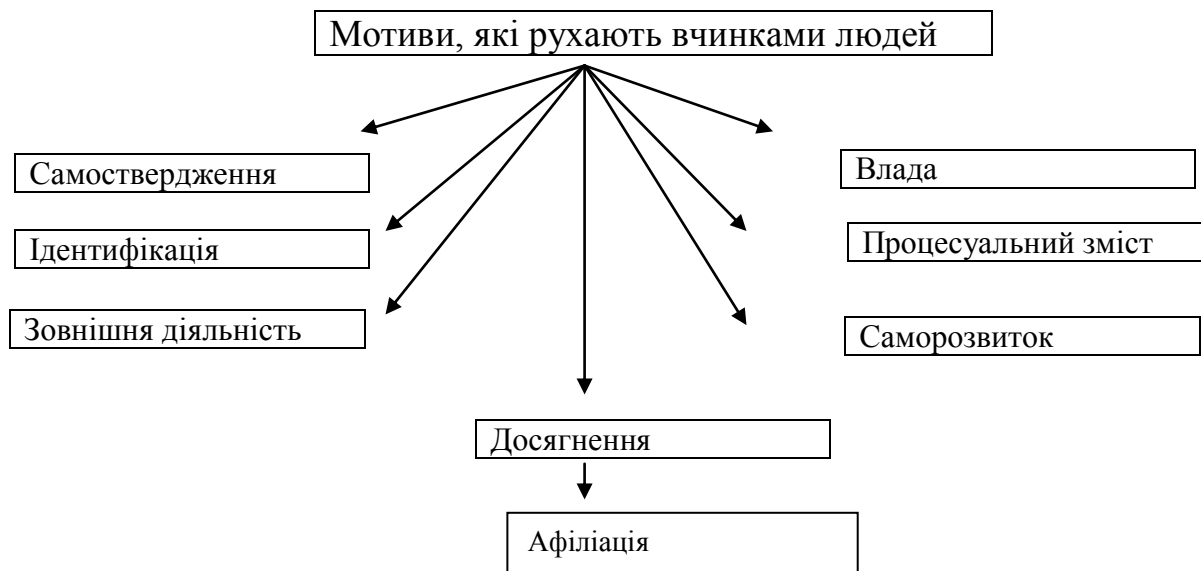 Мотиви, які рухають вчинками людей
Самоствердження
Влада
Ідентифікація
Процесуальний зміст
Зовнішня діяльність
Саморозвиток
Досягнення
Афіліація